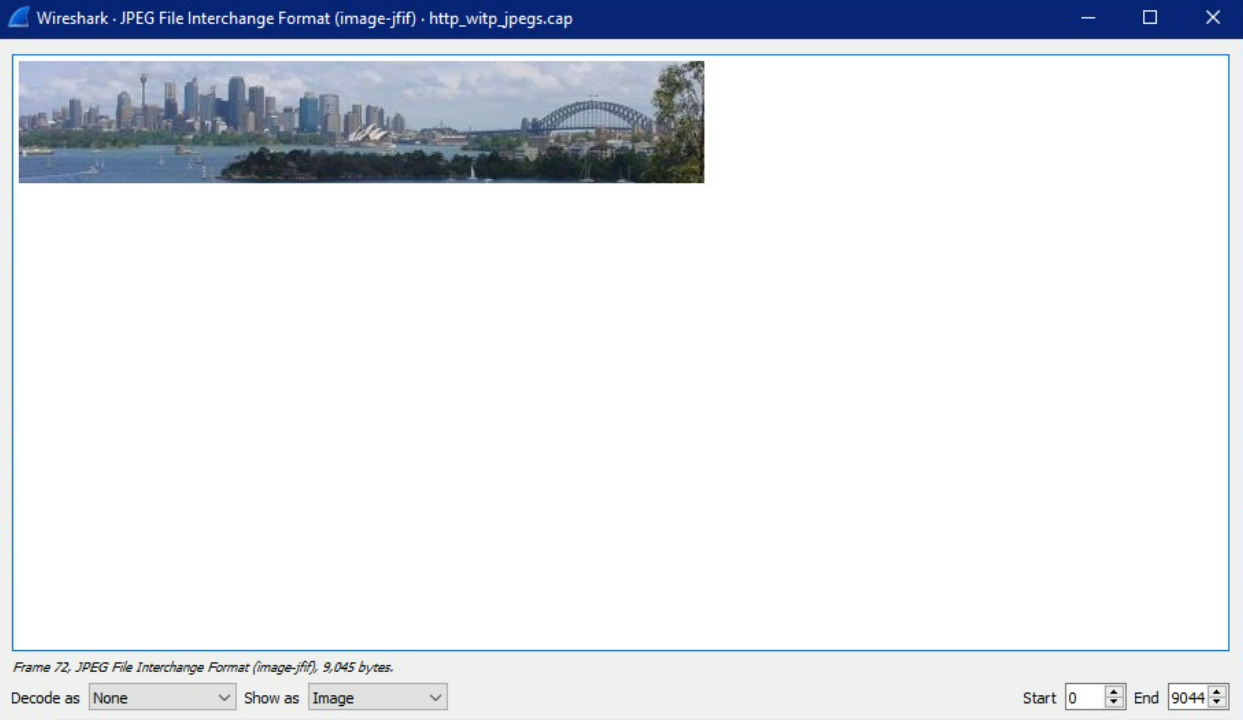 Wireshark · JPEG File Interchange Format (image-jfif) · http_witp_jpegs.cap
Frame 72, JPEG File Interchange Format (image-jfif), 9,045 bytes.
Decode as None Show as Image Start 0 End 9044